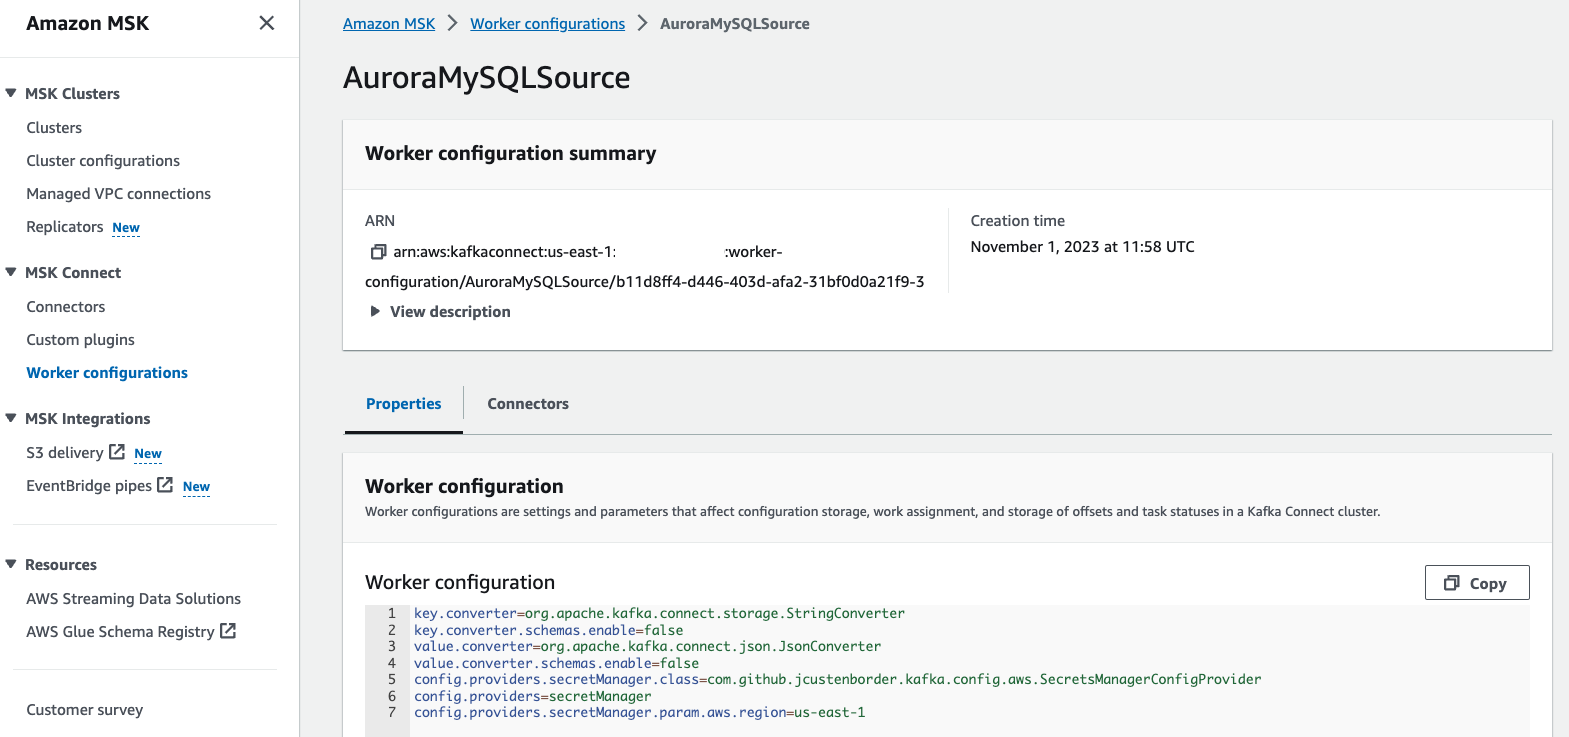 Amazon MSK
MSK Clusters
Clusters
Cluster configurations
Managed VPC connections
Replicators New
MSK Connect
Connectors
Custom plugins
Worker configurations
MSK Integrations
S3 delivery New
EventBridge pipes New
Resources
AWS Streaming Data Solutions
AWS Glue Schema Registry
Customer survey
Amazon MSK > Worker configurations > AuroraMySQLSource
AuroraMySQLSource
Worker configuration summary
ARN
arn:aws:kafkaconnect:us-east-1: :worker-
configuration/AuroraMySQLSource/b11d8ff4-d446-403d-afa2-31bf0d0a21f9-3
View description
Creation time
November 1, 2023 at 11:58 UTC
Properties Connectors
Worker configuration
Worker configurations are settings and parameters that affect configuration storage, work assignment, and storage of offsets and task statuses in a Kafka Connect cluster.
Worker configuration
Copy
1 key.converter=org.apache.kafka.connect.storage.StringConverter
2 key.converter.schemas.enable=false
3 value.converter=org.apache.kafka.connect.json.JsonConverter
4 value.converter.schemas.enable=false
5 config.providers.secretManager.class=com.github.jcustenborder.kafka.config.aws.SecretsManagerConfigProvider
6 config.providers=secretManager
7 config.providers.secretManager.param.aws.region=us-east-1